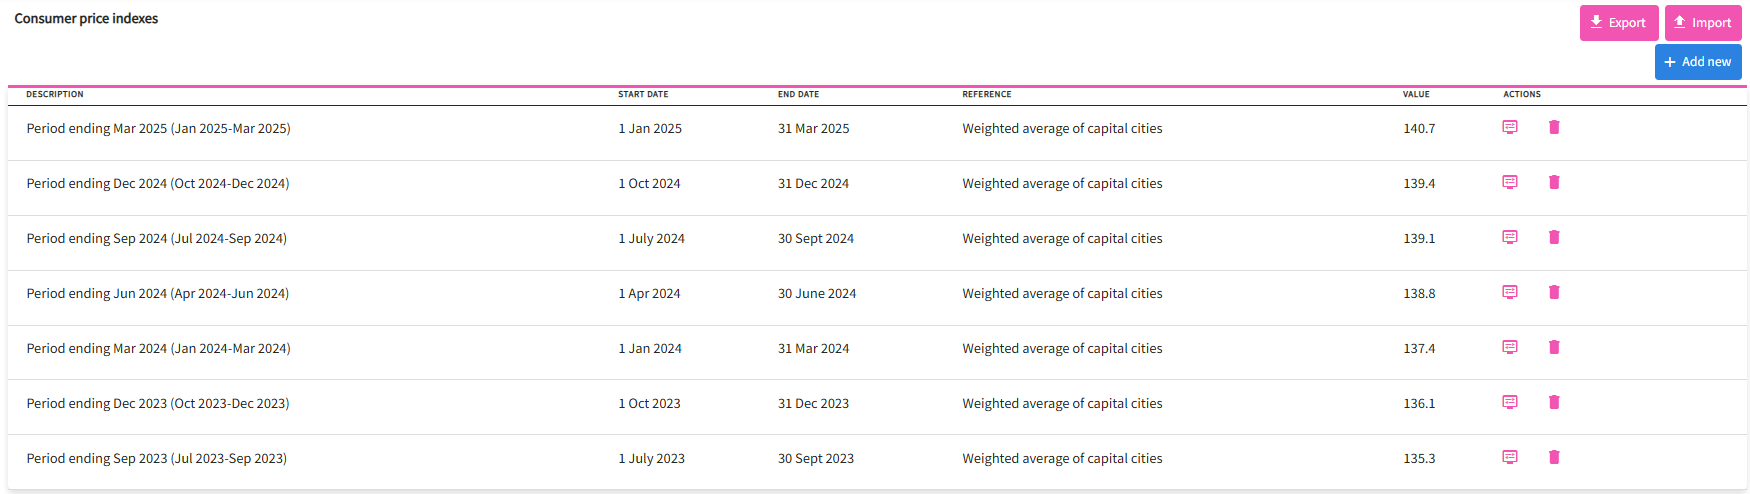 Consumer price indexes
Export Import
Add new
DESCRIPTION START DATE END DATE REFERENCE VALUE ACTIONS
Period ending Mar 2025 (Jan 2025-Mar 2025) 1 Jan 2025 31 Mar 2025 Weighted average of capital cities 140.7
Period ending Dec 2024 (Oct 2024-Dec 2024) 1 Oct 2024 31 Dec 2024 Weighted average of capital cities 139.4
Period ending Sep 2024 (Jul 2024-Sep 2024) 1 July 2024 30 Sept 2024 Weighted average of capital cities 139.1
Period ending Jun 2024 (Apr 2024-Jun 2024) 1 Apr 2024 30 June 2024 Weighted average of capital cities 138.8
Period ending Mar 2024 (Jan 2024-Mar 2024) 1 Jan 2024 31 Mar 2024 Weighted average of capital cities 137.4
Period ending Dec 2023 (Oct 2023-Dec 2023) 1 Oct 2023 31 Dec 2023 Weighted average of capital cities 136.1
Period ending Sep 2023 (Jul 2023-Sep 2023) 1 July 2023 30 Sept 2023 Weighted average of capital cities 135.3